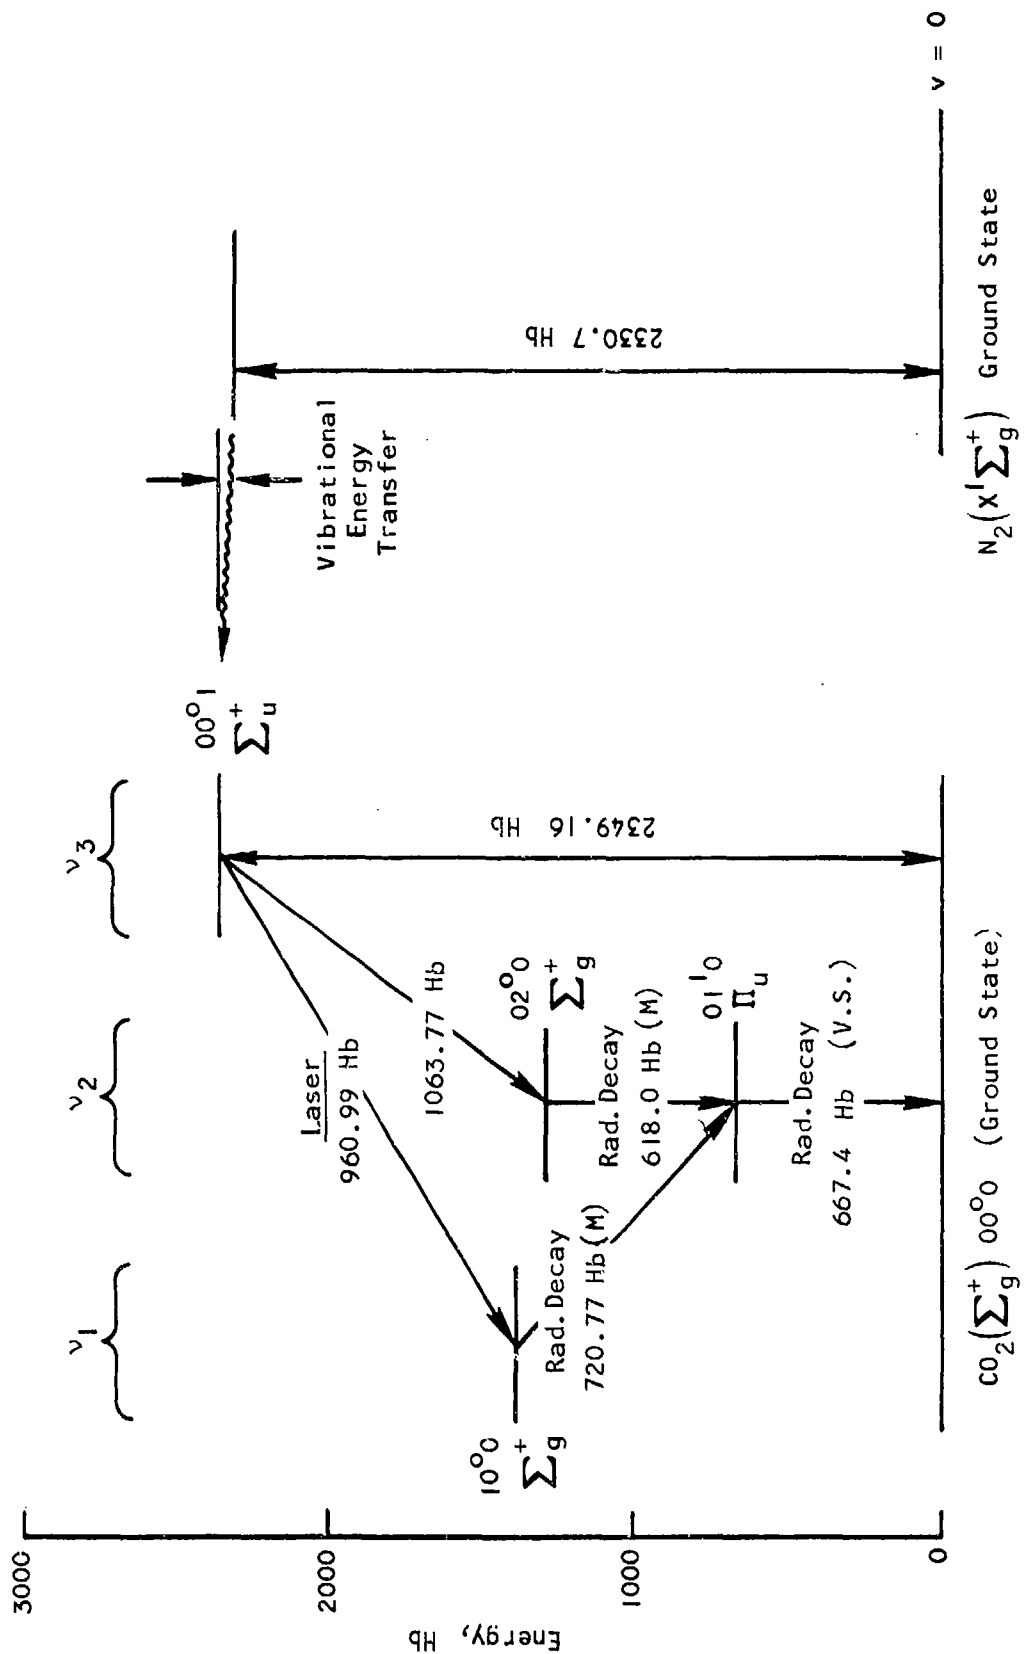 Energy, Hb
3000
2000
1000
0
ν1
ν2
ν3
10⁰0
Σg+
Laser
960.99 Hb
1063.77 Hb
Rad. Decay
720.77 Hb (M)
02⁰0
Σg+
Rad. Decay
618.0 Hb (M)
01¹0
Πu
Rad. Decay
667.4 Hb (V.S.)
2349.16 Hb
00⁰1
Σu+
Vibrational
Energy
Transfer
2330.7 Hb
v = 0
CO2(Σg+) 00⁰0 (Ground State)
N2(X¹Σg+) Ground State